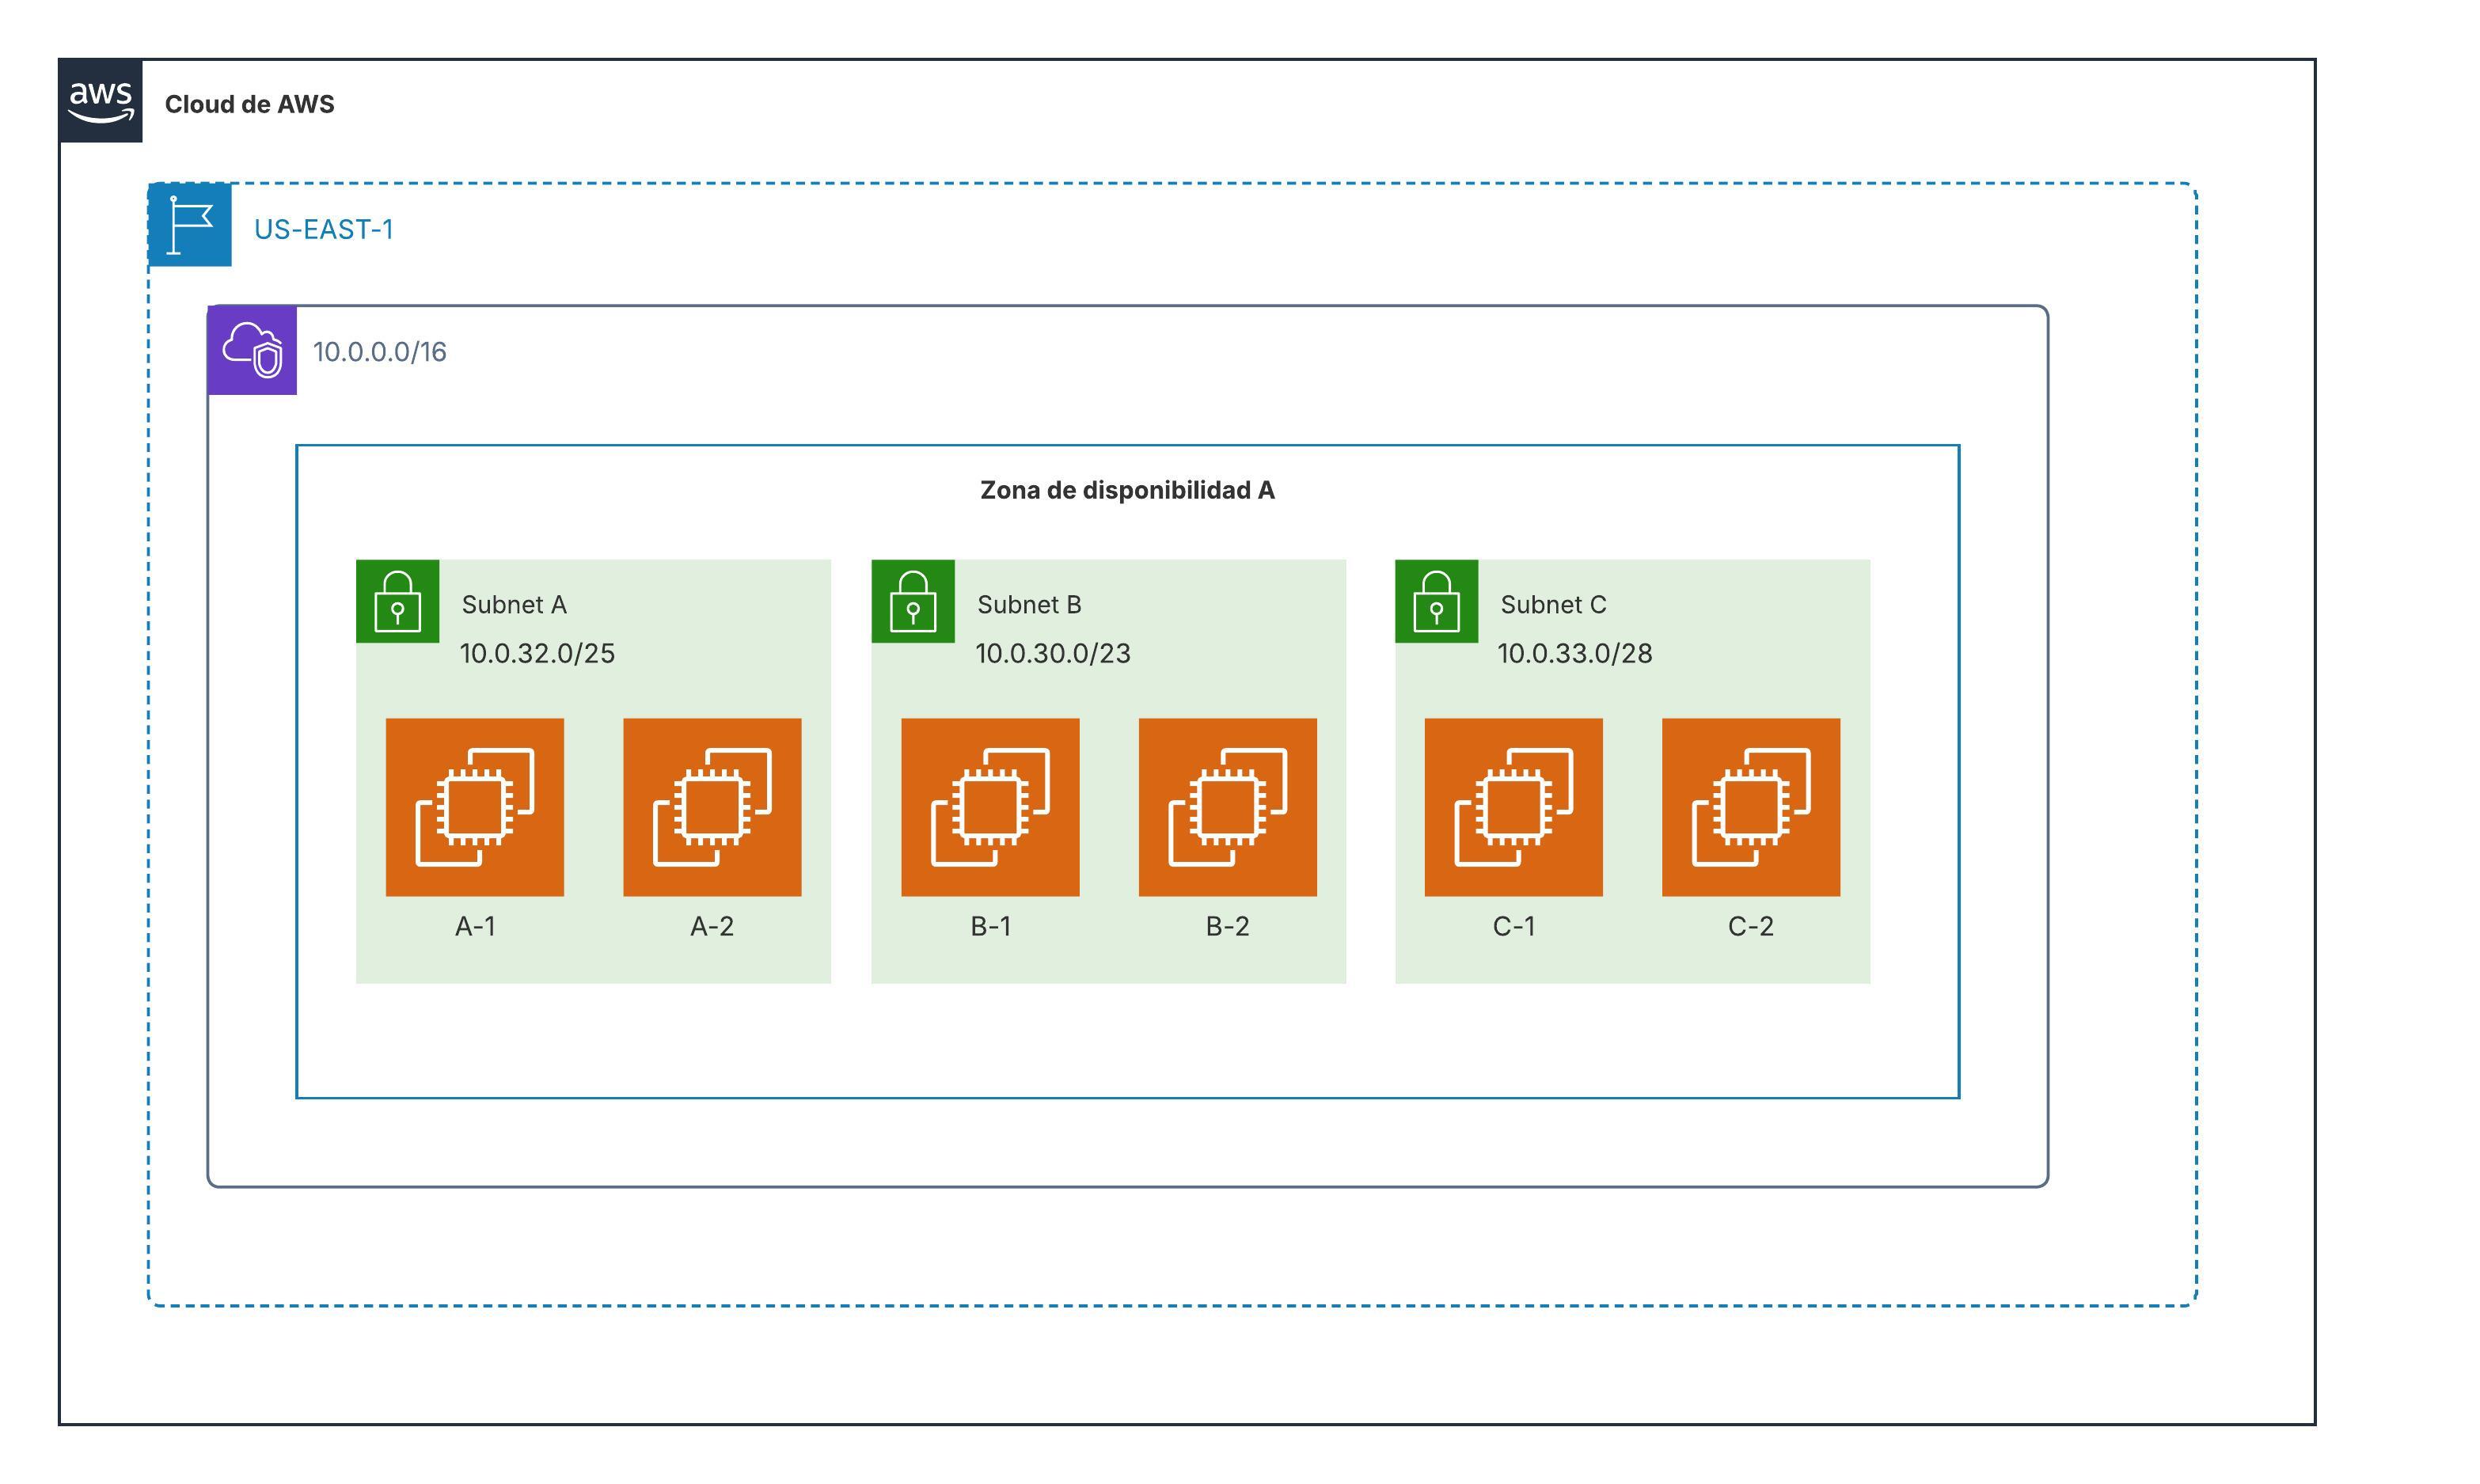 aws
Cloud de AWS
US-EAST-1
10.0.0.0/16
Zona de disponibilidad A
Subnet A
10.0.32.0/25
A-1
A-2
Subnet B
10.0.30.0/23
B-1
B-2
Subnet C
10.0.33.0/28
C-1
C-2